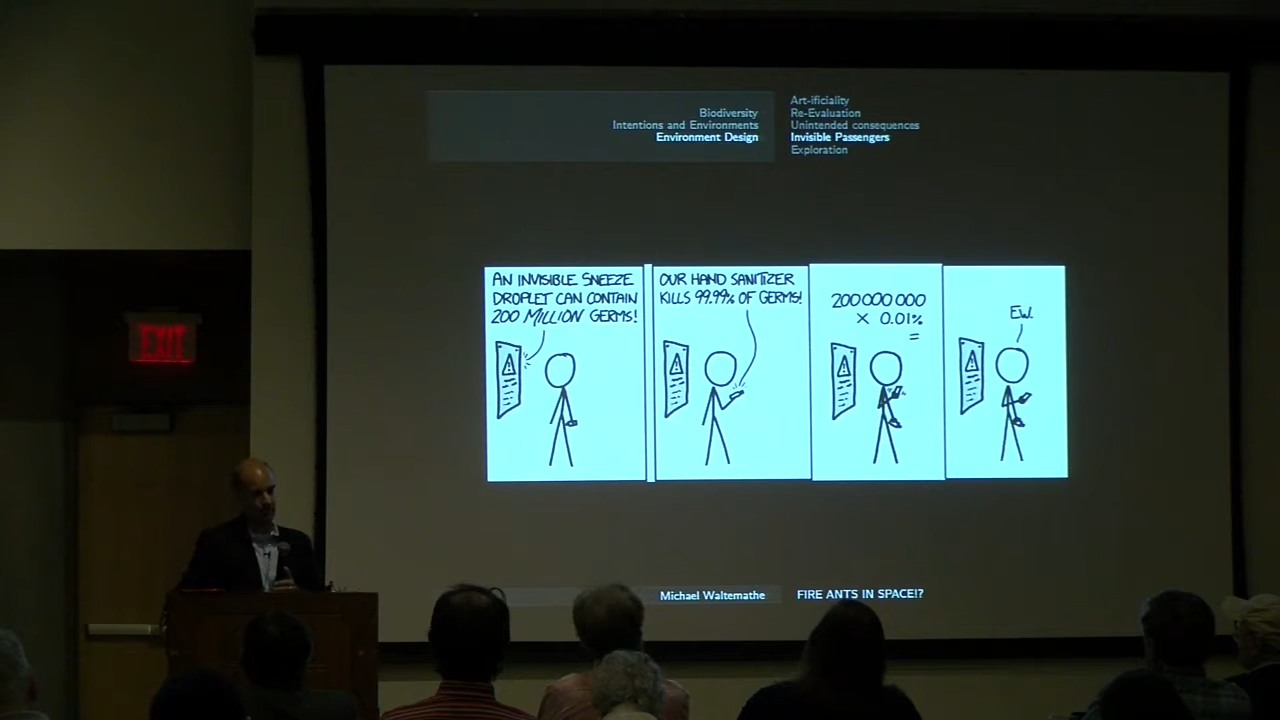 Biodiversity
Intentions and Environments
Environment Design
Art-ificiality
Re-Evaluation
Unintended consequences
Invisible Passengers
Exploration
AN INVISIBLE SNEEZE
DROPLET CAN CONTAIN
200 MILLION GERMS!
OUR HAND SANITIZER
KILLS 99.99% OF GERMS!
200 000 000
× 0.01%
=
EW.
EXIT
Michael Waltemathe
FIRE ANTS IN SPACE!?